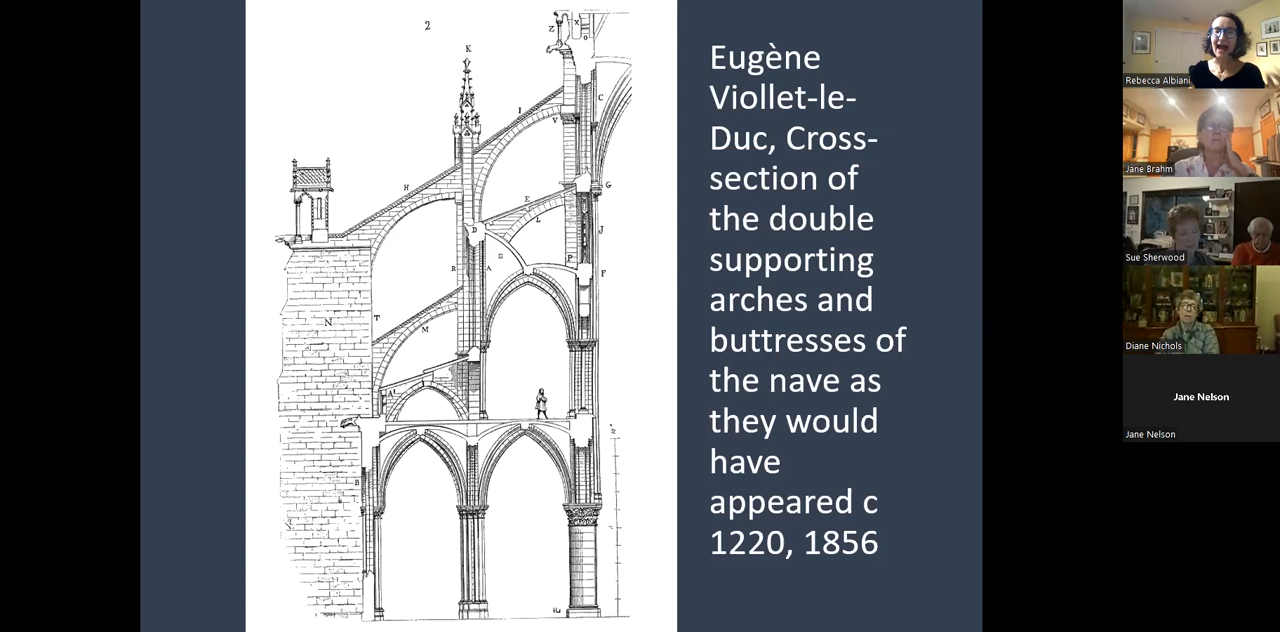 2
K
Z
X
O
C
I
V
H
G
E
L
D
J
S
P
R
A
F
N
T
M
A
B
Eugène
Viollet-le-
Duc, Cross-
section of
the double
supporting
arches and
buttresses of
the nave as
they would
have
appeared c
1220, 1856
Rebecca Albiani
Jane Brahm
Sue Sherwood
Diane Nichols
Jane Nelson
Jane Nelson